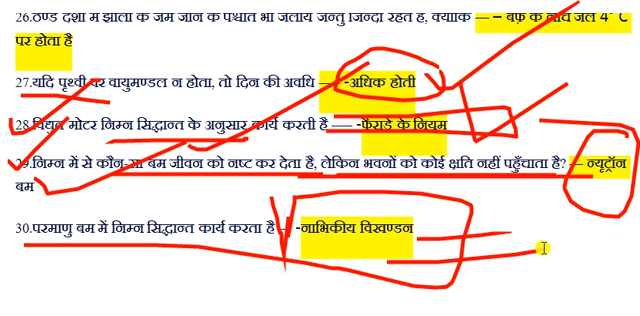 26.ठण्ड दशा में झीलों के जम जाने के पश्चात भी जलीय जन्तु जिन्दा रहते हैं, क्योंकि — – बर्फ के नीचे जल 4° C
पर होता है
27.यदि पृथ्वी पर वायुमण्डल न होता, तो दिन की अवधि — -अधिक होती
28.विद्युत मोटर निम्न सिद्धान्त के अनुसार कार्य करती है —– -फैराडे के नियम
29.निम्न में से कौन-सा बम जीवन को नष्ट कर देता है, लेकिन भवनों को कोई क्षति नहीं पहुँचाता है? — न्यूट्रॉन
बम
30.परमाणु बम में निम्न सिद्धान्त कार्य करता है – -नाभिकीय विखण्डन